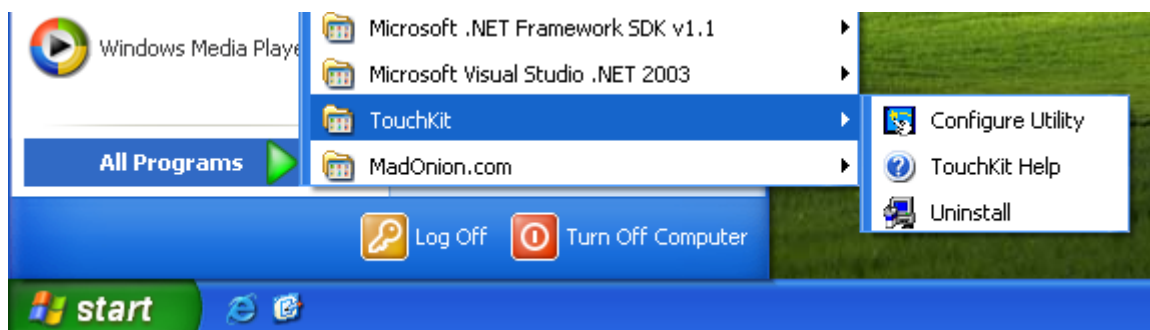 Windows Media Playe
Microsoft .NET Framework SDK v1.1
Microsoft Visual Studio .NET 2003
TouchKit
MadOnion.com
Configure Utility
TouchKit Help
Uninstall
All Programs
Log Off
Turn Off Computer
start